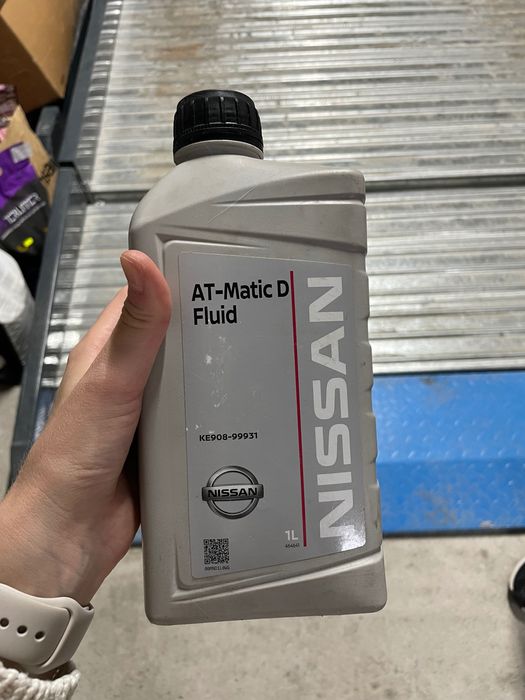 AT-Matic D
Fluid
NISSAN
KE908-99931
NISSAN
1L